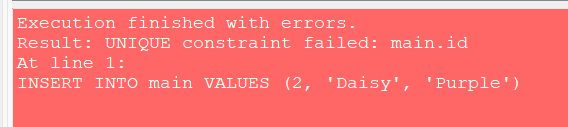 Execution finished with errors.
Result: UNIQUE constraint failed: main.id
At line 1:
INSERT INTO main VALUES (2, 'Daisy', 'Purple')